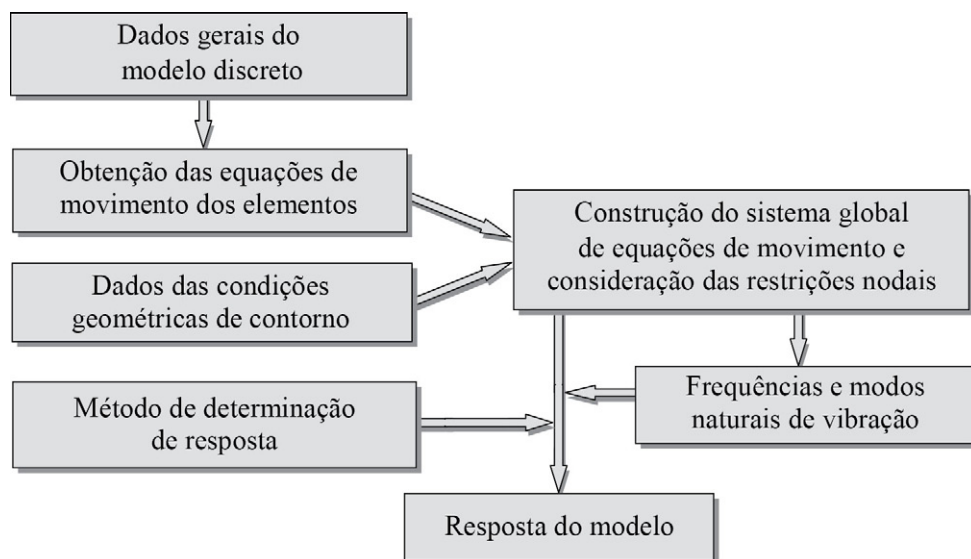 Dados gerais do
modelo discreto
Obtenção das equações de
movimento dos elementos
Construção do sistema global
de equações de movimento e
consideração das restrições nodais
Dados das condições
geométricas de contorno
Método de determinação
de resposta
Frequências e modos
naturais de vibração
Resposta do modelo